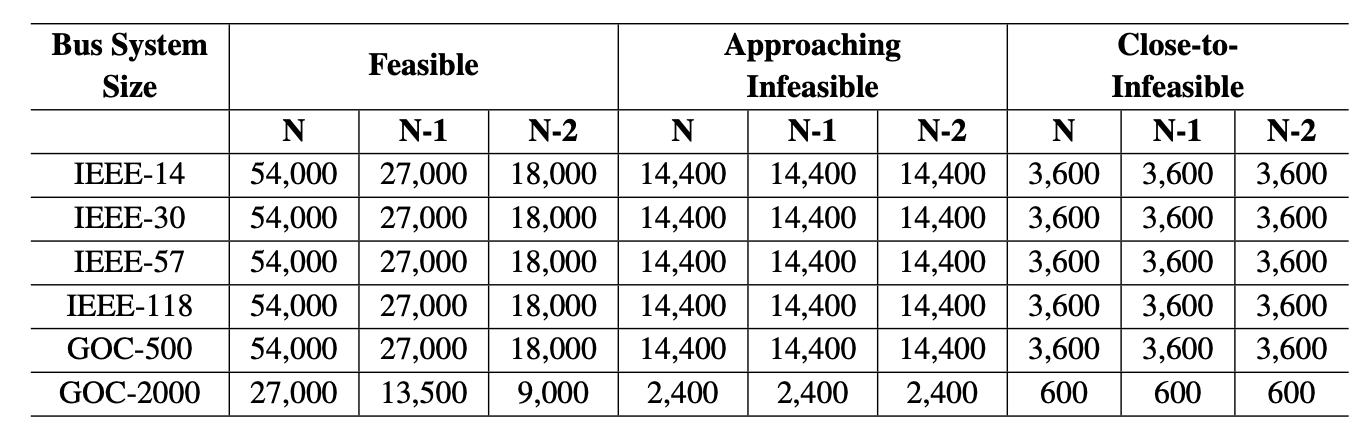 Bus System Size Feasible Approaching Infeasible Close-to-Infeasible
N N-1 N-2 N N-1 N-2 N N-1 N-2
IEEE-14 54,000 27,000 18,000 14,400 14,400 14,400 3,600 3,600 3,600
IEEE-30 54,000 27,000 18,000 14,400 14,400 14,400 3,600 3,600 3,600
IEEE-57 54,000 27,000 18,000 14,400 14,400 14,400 3,600 3,600 3,600
IEEE-118 54,000 27,000 18,000 14,400 14,400 14,400 3,600 3,600 3,600
GOC-500 54,000 27,000 18,000 14,400 14,400 14,400 3,600 3,600 3,600
GOC-2000 27,000 13,500 9,000 2,400 2,400 2,400 600 600 600